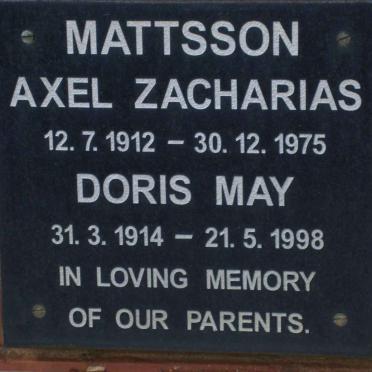 MATTSSON
AXEL ZACHARIAS
12. 7. 1912 – 30. 12. 1975
DORIS MAY
31. 3. 1914 – 21. 5. 1998
IN LOVING MEMORY
OF OUR PARENTS.